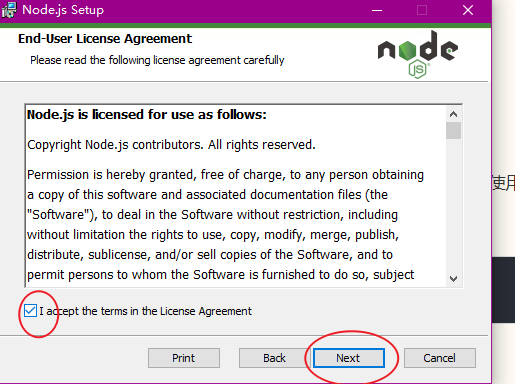 Node.js Setup
End-User License Agreement
Please read the following license agreement carefully
node
JS
Node.js is licensed for use as follows:
Copyright Node.js contributors. All rights reserved.
Permission is hereby granted, free of charge, to any person obtaining
a copy of this software and associated documentation files (the
"Software"), to deal in the Software without restriction, including
without limitation the rights to use, copy, modify, merge, publish,
distribute, sublicense, and/or sell copies of the Software, and to
permit persons to whom the Software is furnished to do so, subject
使用
I accept the terms in the License Agreement
Print Back Next Cancel